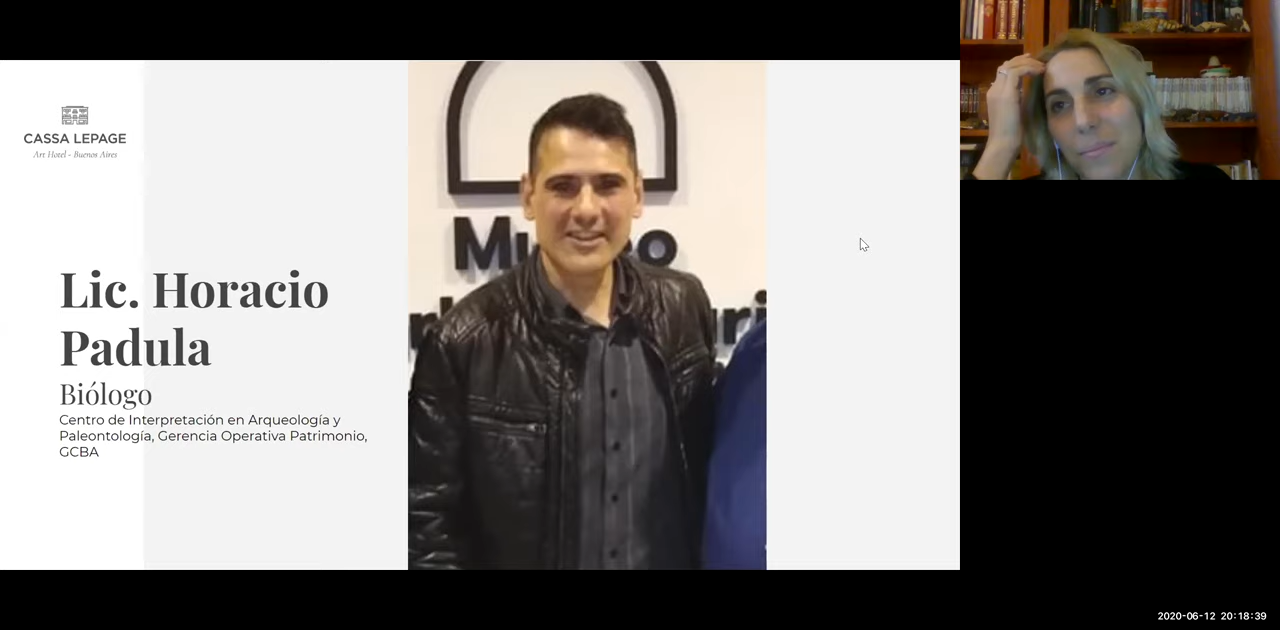 CASSA LEPAGE
Art Hotel - Buenos Aires
Lic. Horacio
Padula
Biólogo
Centro de Interpretación en Arqueología y
Paleontología, Gerencia Operativa Patrimonio,
GCBA
2020-06-12 20:18:39